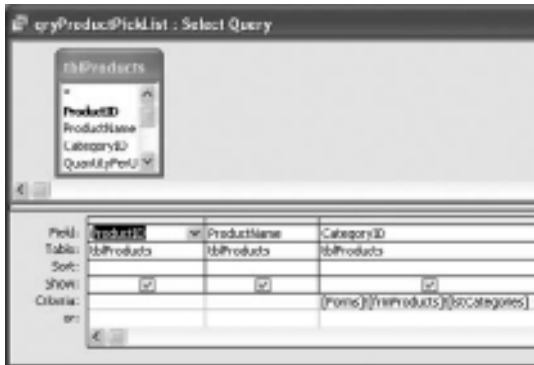 qryProductPickList : Select Query
tblProducts
*
ProductID
ProductName
CategoryID
QuantityPerU
Field: ProductID ProductName CategoryID
Table: tblProducts tblProducts tblProducts
Sort:
Show:
Criteria: [Forms]![frmProducts]![lstCategories]
or: